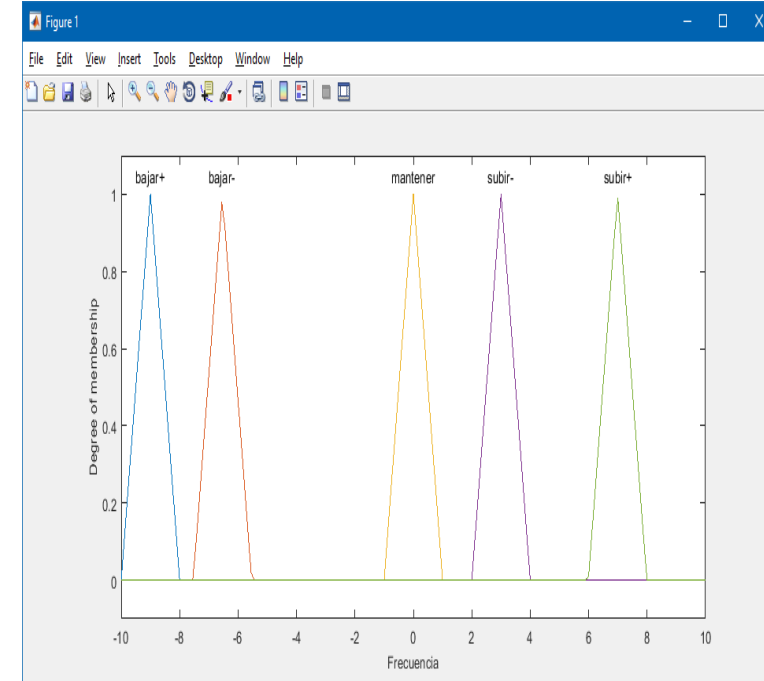 Figure 1
File Edit View Insert Tools Desktop Window Help
bajar+ bajar- mantener subir- subir+
1
0.8
0.6
0.4
0.2
0
Degree of membership
-10 -8 -6 -4 -2 0 2 4 6 8 10
Frecuencia